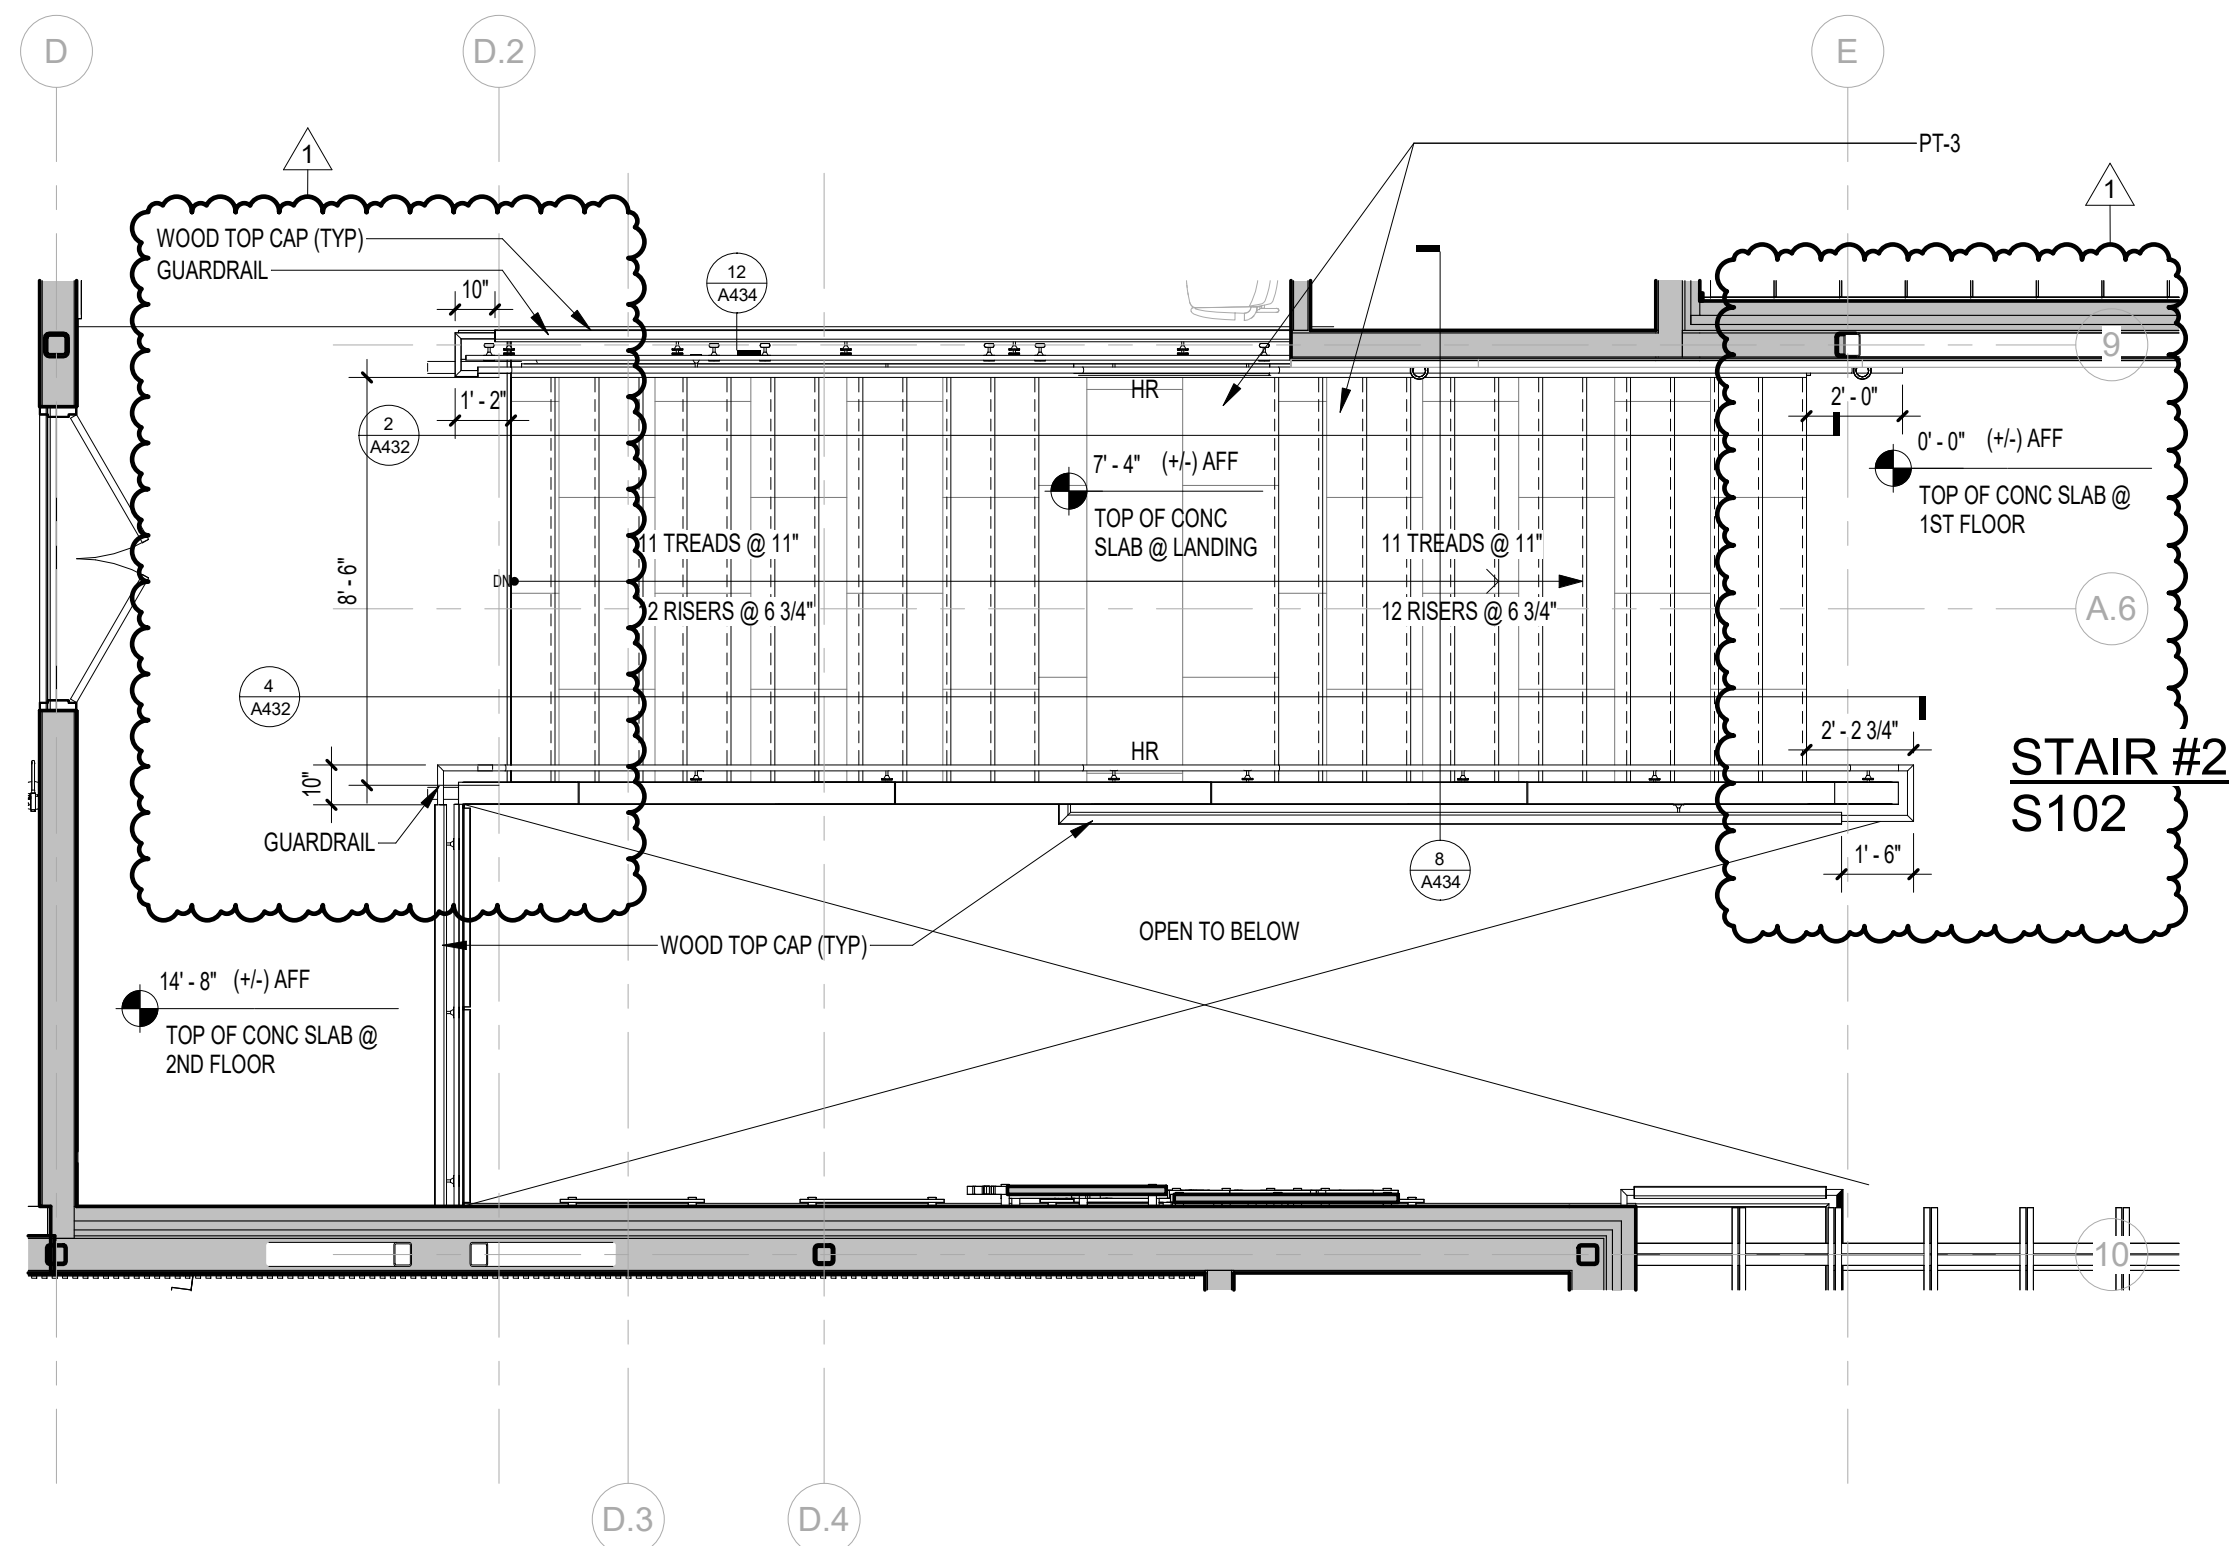 D
D.2
E
1
PT-3
1
WOOD TOP CAP (TYP)
GUARDRAIL
12
A434
10"
9
HR
1' - 2"
2' - 0"
2
A432
0' - 0" (+/-) AFF
7' - 4" (+/-) AFF
TOP OF CONC SLAB @
1ST FLOOR
TOP OF CONC
SLAB @ LANDING
11 TREADS @ 11"
11 TREADS @ 11"
8' - 6"
DN
2 RISERS @ 6 3/4"
12 RISERS @ 6 3/4"
A.6
4
A432
2' - 2 3/4"
HR
STAIR #2
S102
10"
GUARDRAIL
8
A434
1' - 6"
OPEN TO BELOW
WOOD TOP CAP (TYP)
14' - 8" (+/-) AFF
TOP OF CONC SLAB @
2ND FLOOR
10
D.3
D.4